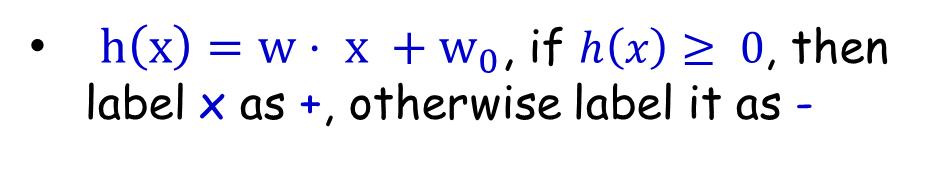 • h(x) = w · x + w₀, if h(x) ≥ 0, then
label x as +, otherwise label it as -